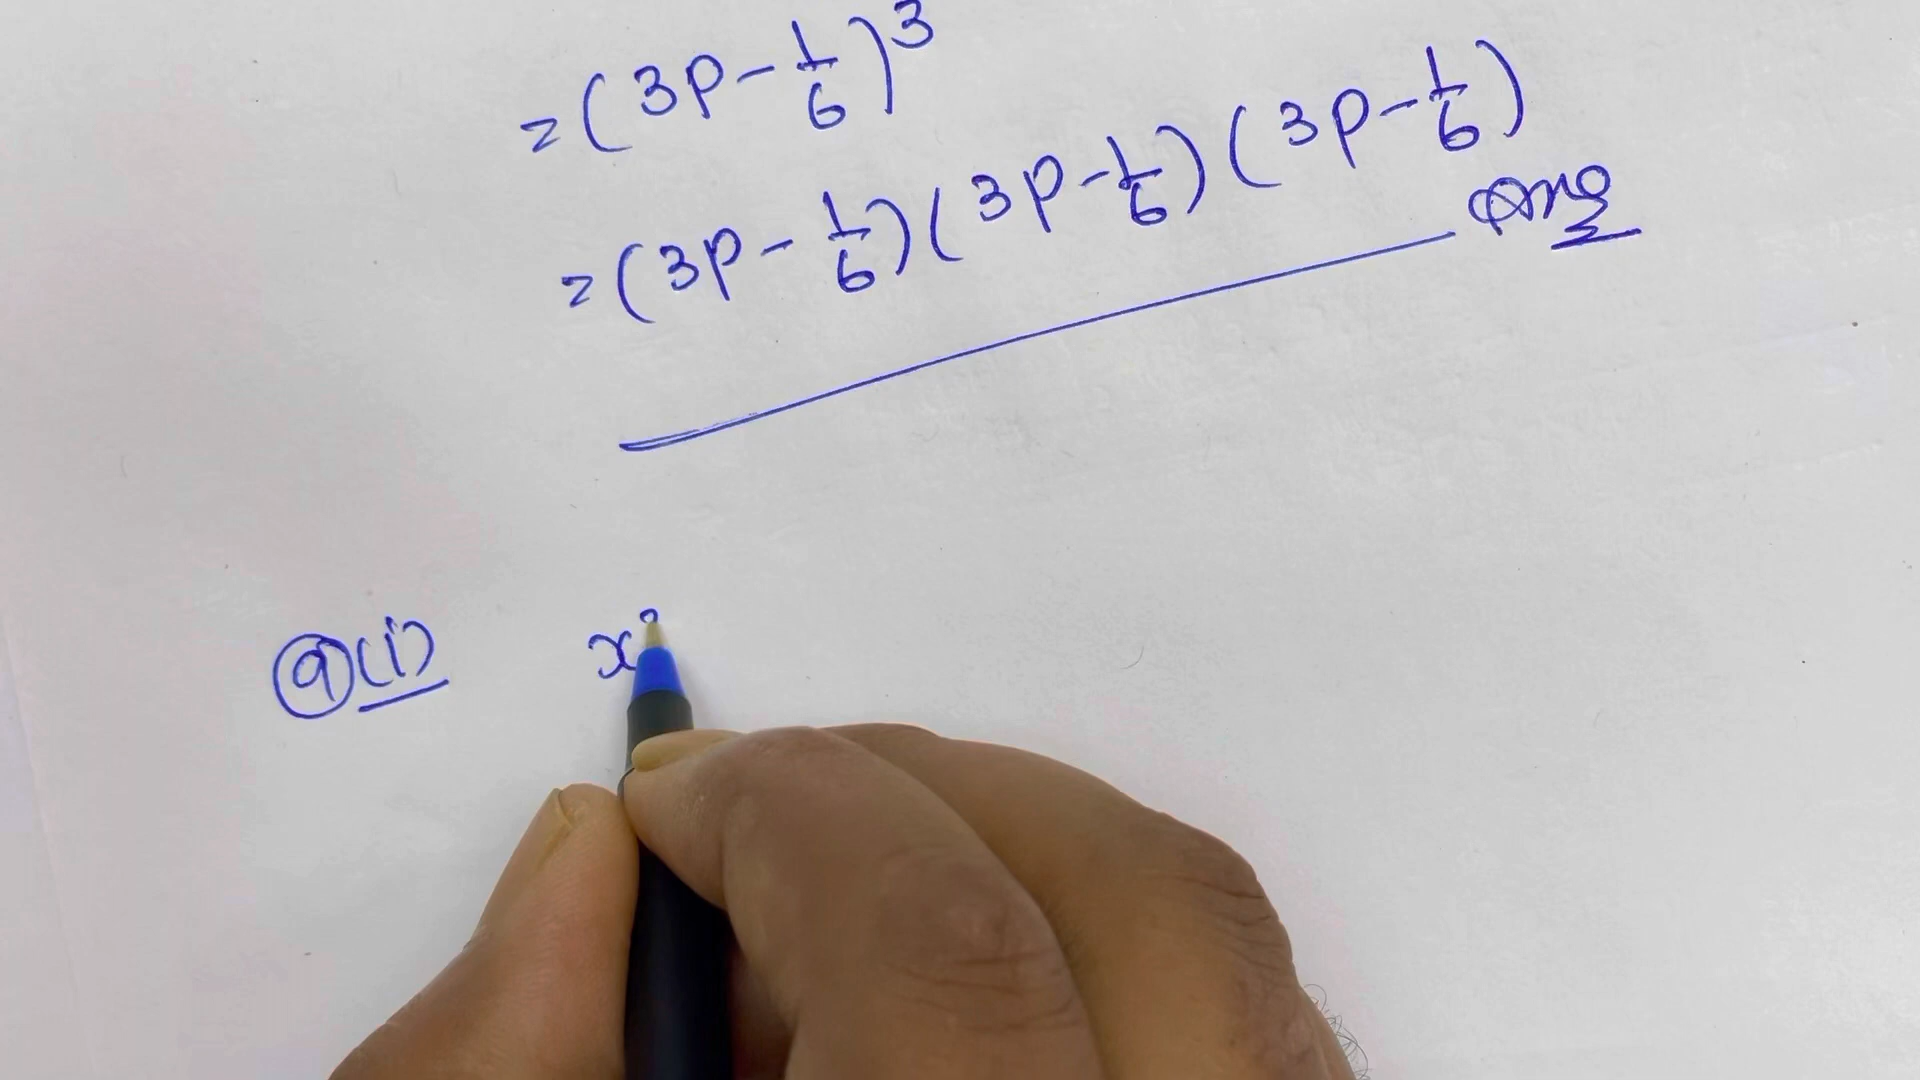 = (3p - 1/6)^3
= (3p - 1/6)(3p - 1/6)(3p - 1/6) Ans
9(i) x